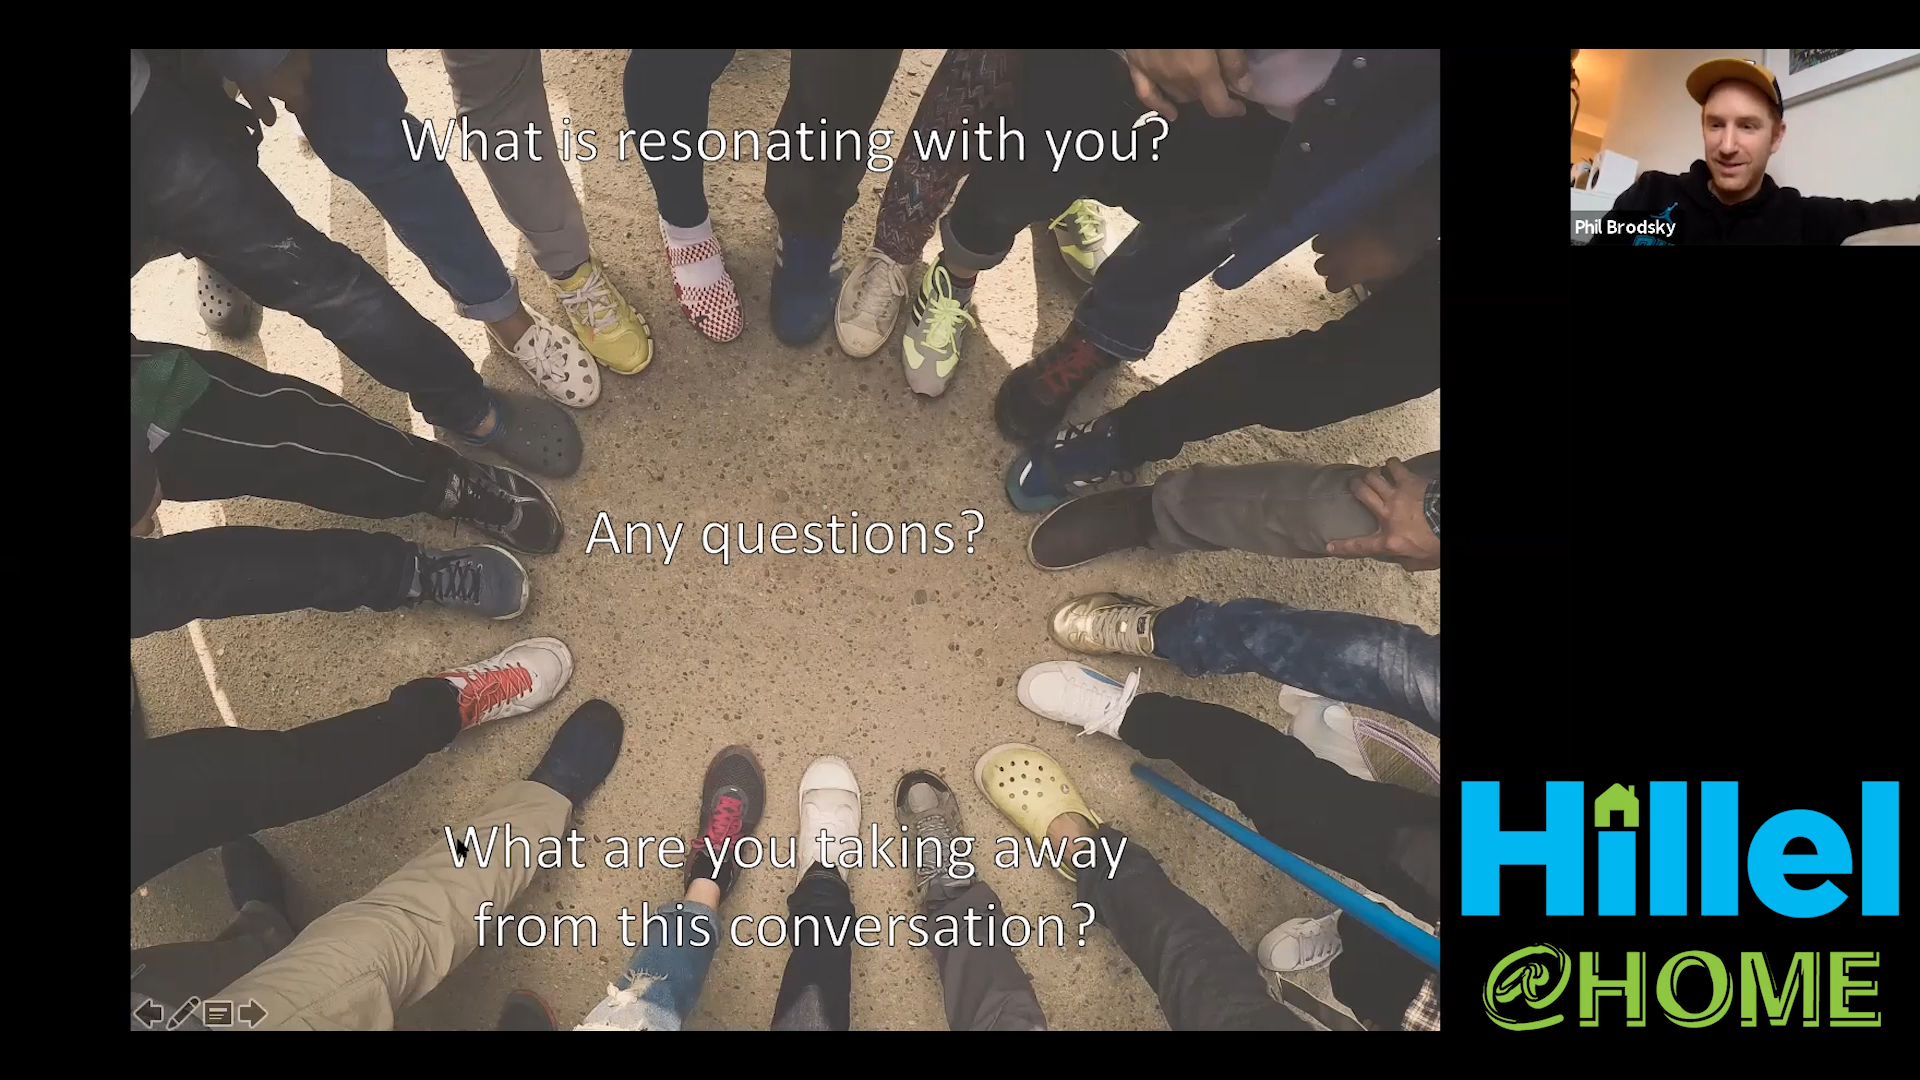 What is resonating with you?
Phil Brodsky
Any questions?
What are you taking away
from this conversation?
Hillel
@HOME